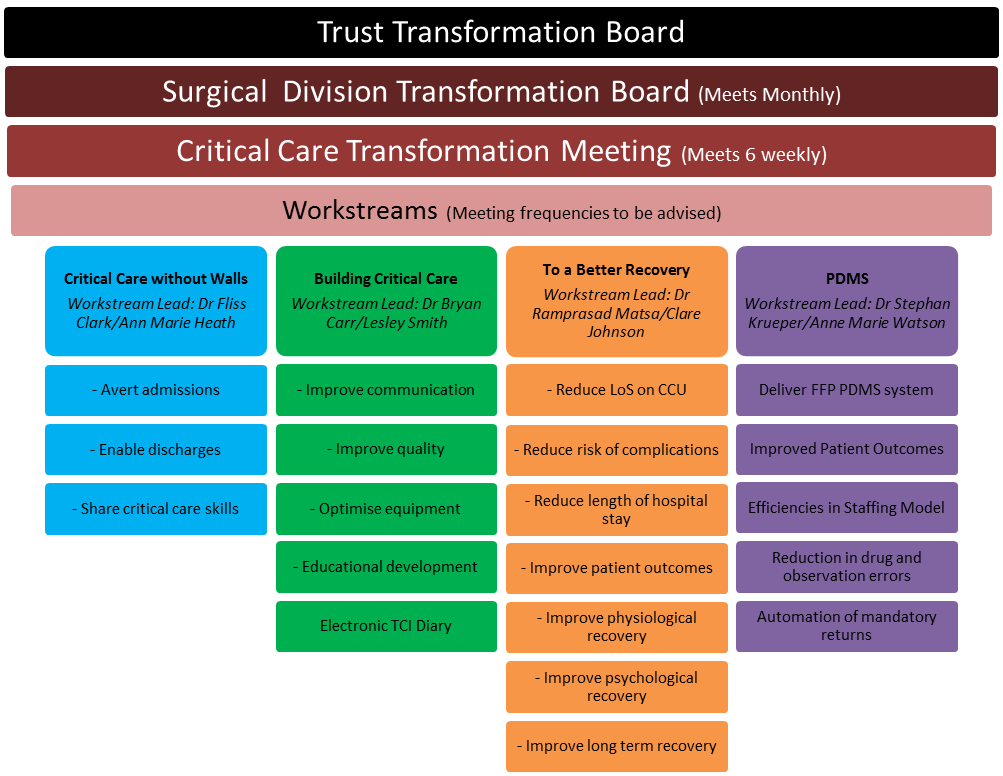 Trust Transformation Board
Surgical Division Transformation Board (Meets Monthly)
Critical Care Transformation Meeting (Meets 6 weekly)
Workstreams (Meeting frequencies to be advised)
Critical Care without Walls
Workstream Lead: Dr Fliss
Clark/Ann Marie Heath
- Avert admissions
- Enable discharges
- Share critical care skills
Building Critical Care
Workstream Lead: Dr Bryan
Carr/Lesley Smith
- Improve communication
- Improve quality
- Optimise equipment
- Educational development
Electronic TCI Diary
To a Better Recovery
Workstream Lead: Dr
Ramprasad Matsa/Clare
Johnson
- Reduce LoS on CCU
- Reduce risk of complications
- Reduce length of hospital
stay
- Improve patient outcomes
- Improve physiological
recovery
- Improve psychological
recovery
- Improve long term recovery
PDMS
Workstream Lead: Dr Stephan
Krueper/Anne Marie Watson
Deliver FFP PDMS system
Improved Patient Outcomes
Efficiencies in Staffing Model
Reduction in drug and
observation errors
Automation of mandatory
returns